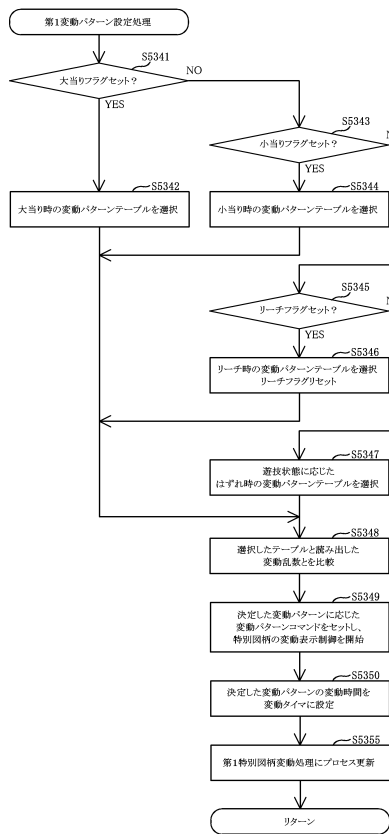 第1変動パターン設定処理
S5341
大当りフラグセット?
NO
YES
S5343
小当りフラグセット?
N
YES
S5342
大当り時の変動パターンテーブルを選択
S5344
小当り時の変動パターンテーブルを選択
S5345
リーチフラグセット?
N
YES
S5346
リーチ時の変動パターンテーブルを選択
リーチフラグリセット
S5347
遊技状態に応じた
はずれ時の変動パターンテーブルを選択
S5348
選択したテーブルと読み出した
変動乱数とを比較
S5349
決定した変動パターンに応じた
変動パターンコマンドをセットし、
特別図柄の変動表示制御を開始
S5350
決定した変動パターンの変動時間を
変動タイマに設定
S5355
第1特別図柄変動処理にプロセス更新
リターン